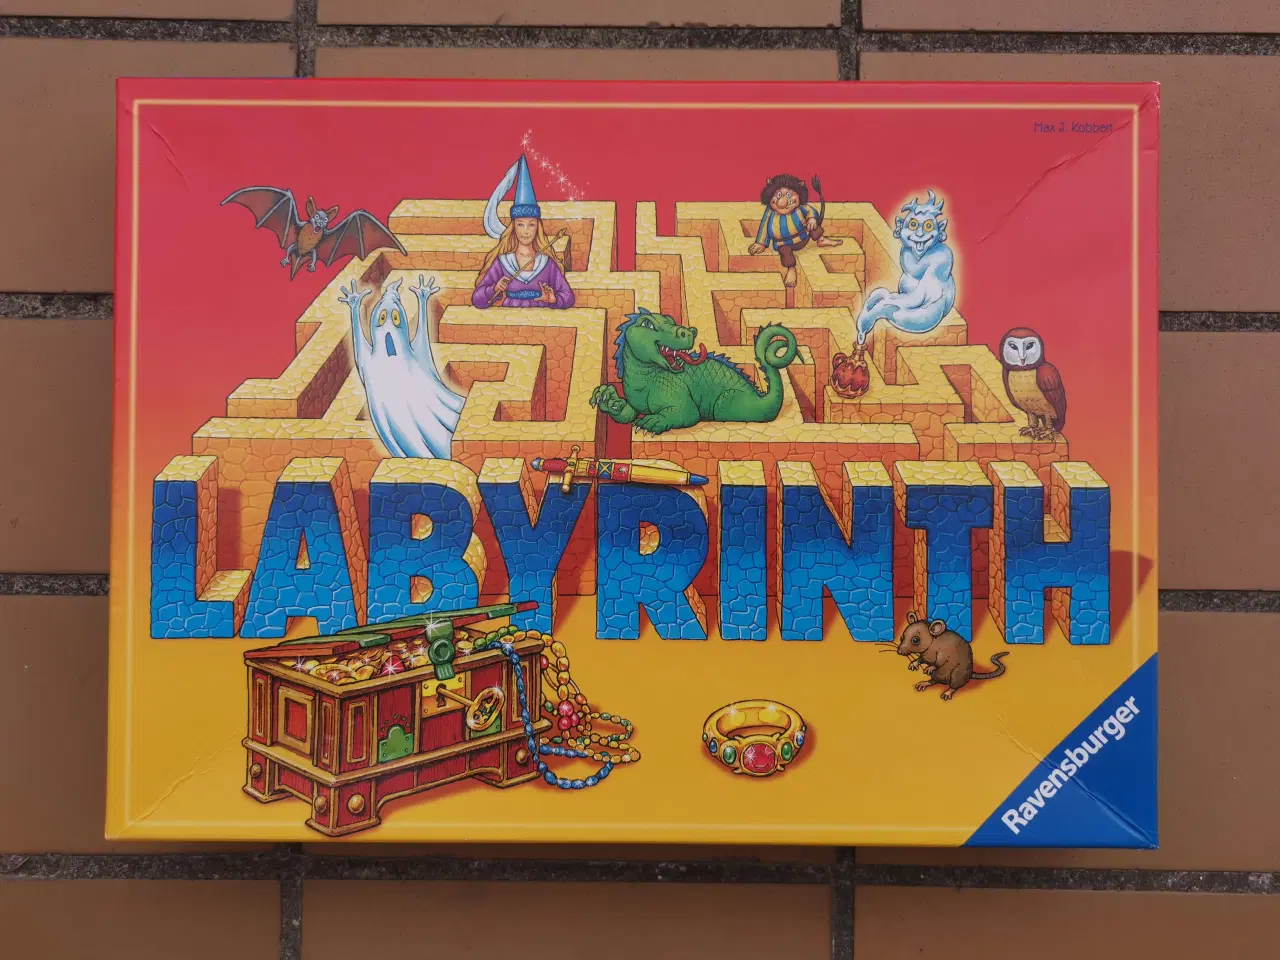 Max J. Kobbert
LABYRINTH
Ravensburger